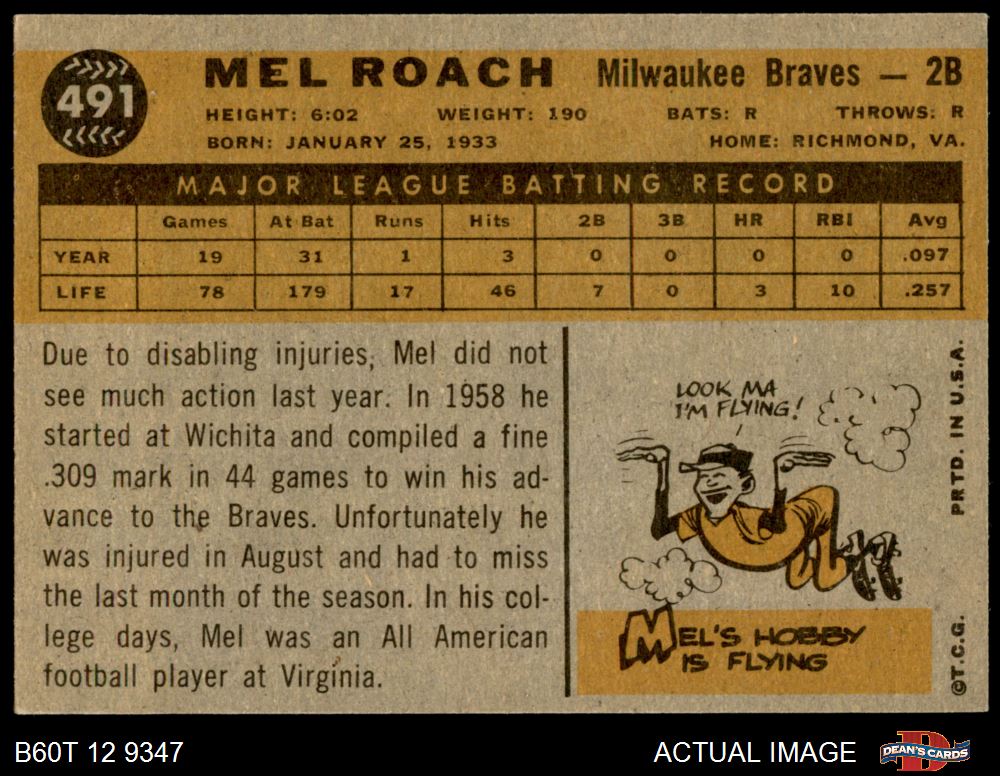 491
MEL ROACH Milwaukee Braves — 2B
HEIGHT: 6:02 WEIGHT: 190 BATS: R THROWS: R
BORN: JANUARY 25, 1933 HOME: RICHMOND, VA.
MAJOR LEAGUE BATTING RECORD
Games At Bat Runs Hits 2B 3B HR RBI Avg
YEAR 19 31 1 3 0 0 0 0 .097
LIFE 78 179 17 46 7 0 3 10 .257
Due to disabling injuries, Mel did not
see much action last year. In 1958 he
started at Wichita and compiled a fine
.309 mark in 44 games to win his ad-
vance to the Braves. Unfortunately he
was injured in August and had to miss
the last month of the season. In his col-
lege days, Mel was an All American
football player at Virginia.
LOOK MA
I'M FLYING!
MEL'S HOBBY
IS FLYING
©T.C.G. PRTD. IN U.S.A.
B60T 12 9347 ACTUAL IMAGE DEAN'S CARDS